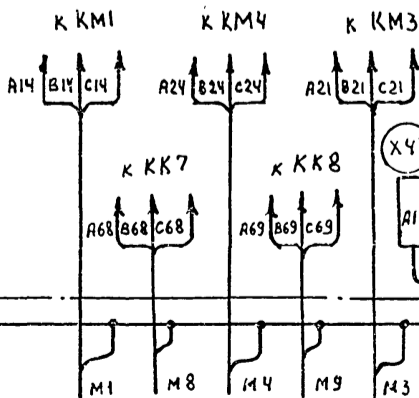 к КМ1 к КМ4 к КМ3
А14 В14 С14 А24 В24 С24 А21 В21 С21
Х4
к КК7 к КК8
А68 В68 С68 А69 В69 С69 А1
М1 М8 М4 М9 М3